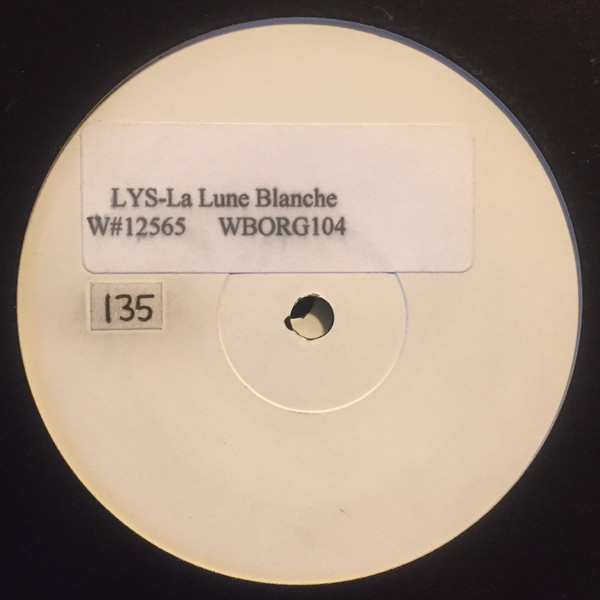 LYS-La Lune Blanche
W#12565 WBORG104
135